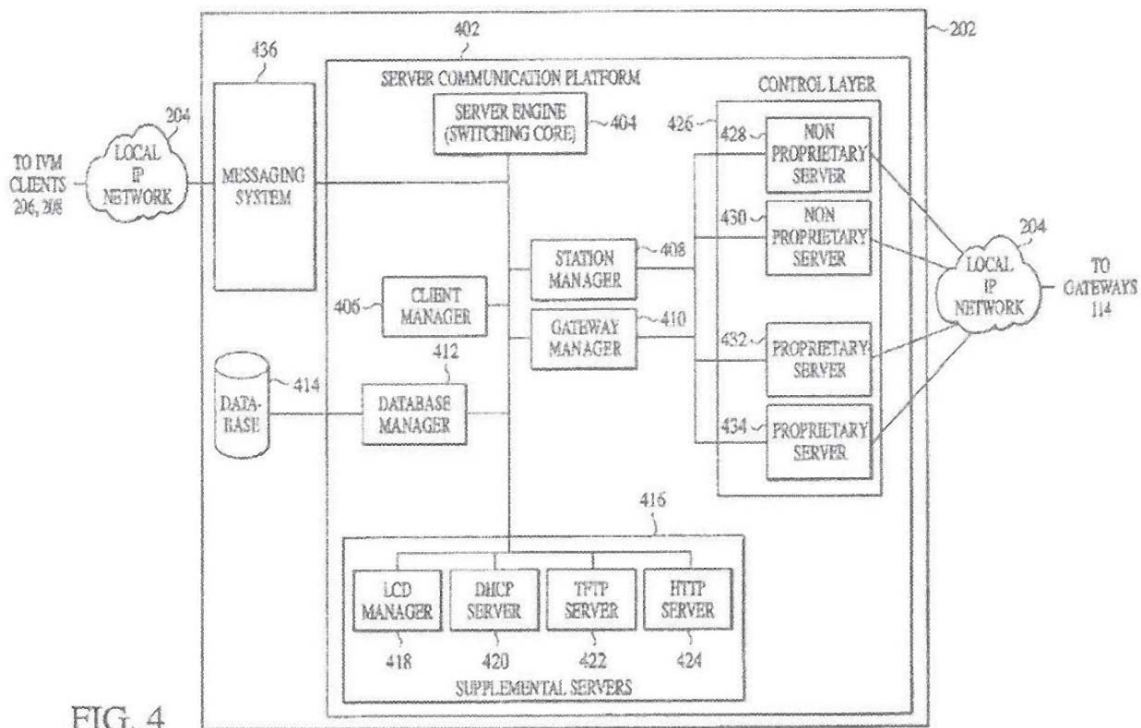 202
402
436
SERVER COMMUNICATION PLATFORM
CONTROL LAYER
SERVER ENGINE
(SWITCHING CORE)
404
426
428
NON
PROPRIETARY
SERVER
204
LOCAL
IP
NETWORK
TO IVM
CLIENTS
206, 208
MESSAGING
SYSTEM
430
NON
PROPRIETARY
SERVER
204
LOCAL
IP
NETWORK
TO
GATEWAYS
114
STATION
MANAGER
408
406
CLIENT
MANAGER
GATEWAY
MANAGER
410
432
PROPRIETARY
SERVER
412
414
DATA-
BASE
DATABASE
MANAGER
434
PROPRIETARY
SERVER
416
LCD
MANAGER
DHCP
SERVER
TFTP
SERVER
HTTP
SERVER
418
420
422
424
SUPPLEMENTAL SERVERS
FIG. 4